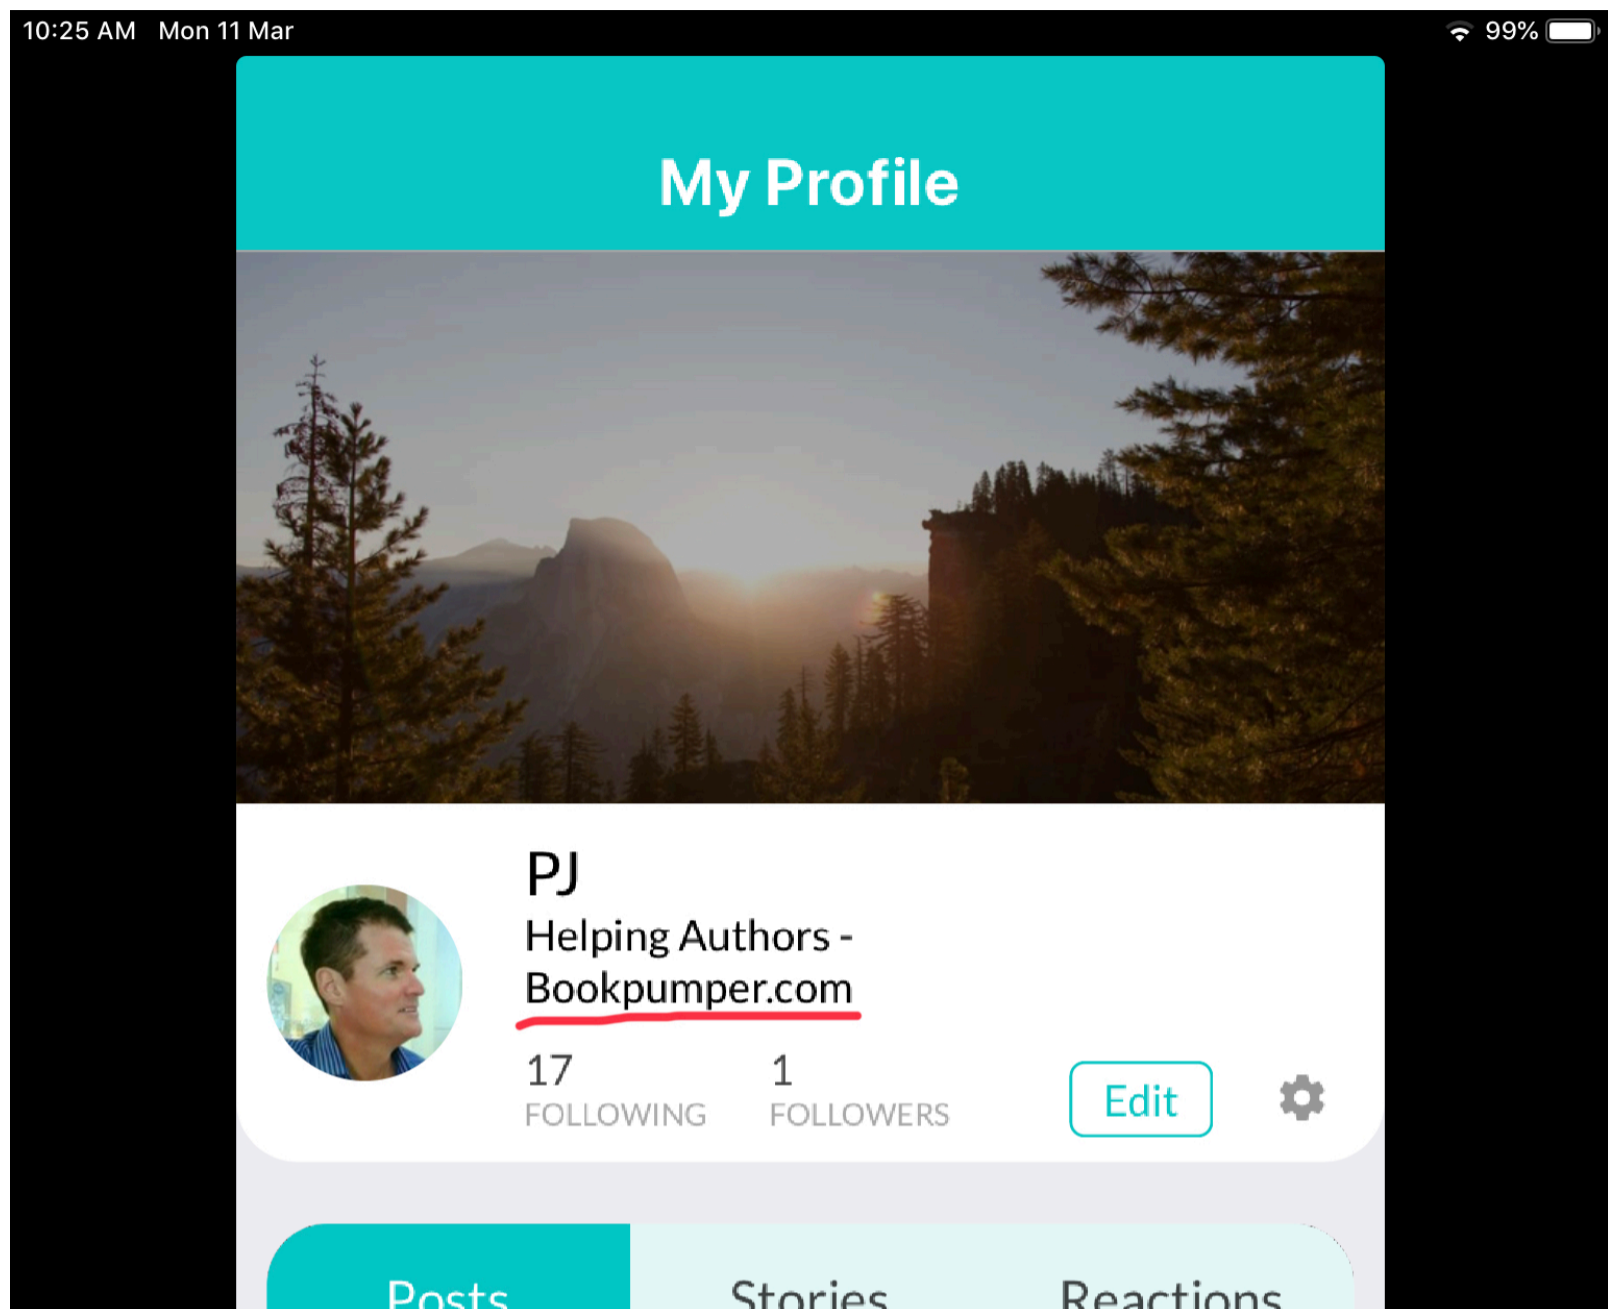 10:25 AM Mon 11 Mar 99%
My Profile
PJ
Helping Authors -
Bookpumper.com
17 1
FOLLOWING FOLLOWERS
Edit
Posts Stories Reactions